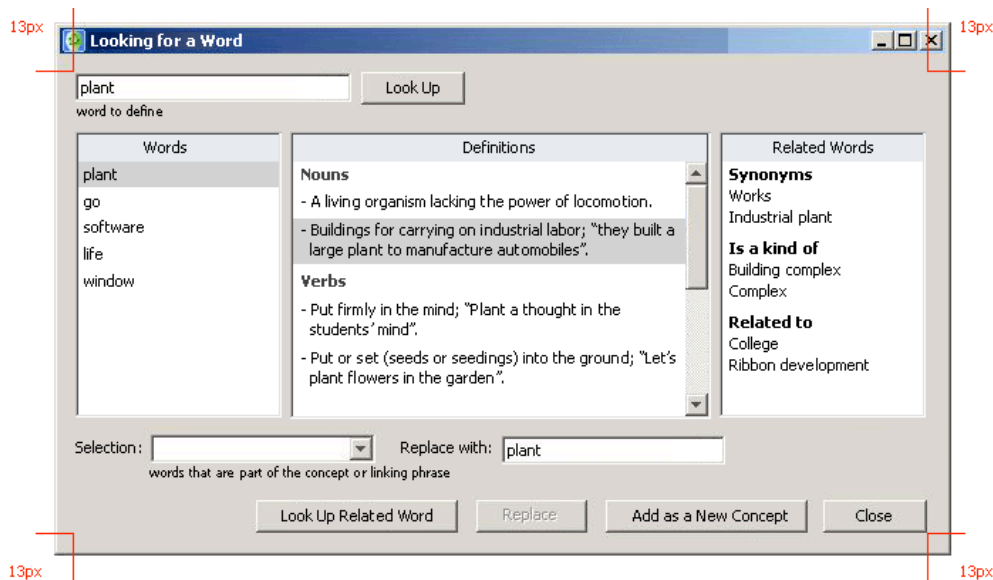 13px
13px
Looking for a Word
plant
Look Up
word to define
Words
plant
go
software
life
window
Definitions
Nouns
- A living organism lacking the power of locomotion.
- Buildings for carrying on industrial labor; “they built a
large plant to manufacture automobiles”.
Verbs
- Put firmly in the mind; “Plant a thought in the
students’ mind”.
- Put or set (seeds or seedings) into the ground; “Let’s
plant flowers in the garden”.
Related Words
Synonyms
Works
Industrial plant
Is a kind of
Building complex
Complex
Related to
College
Ribbon development
Selection:
Replace with:
plant
words that are part of the concept or linking phrase
Look Up Related Word
Replace
Add as a New Concept
Close
13px
13px